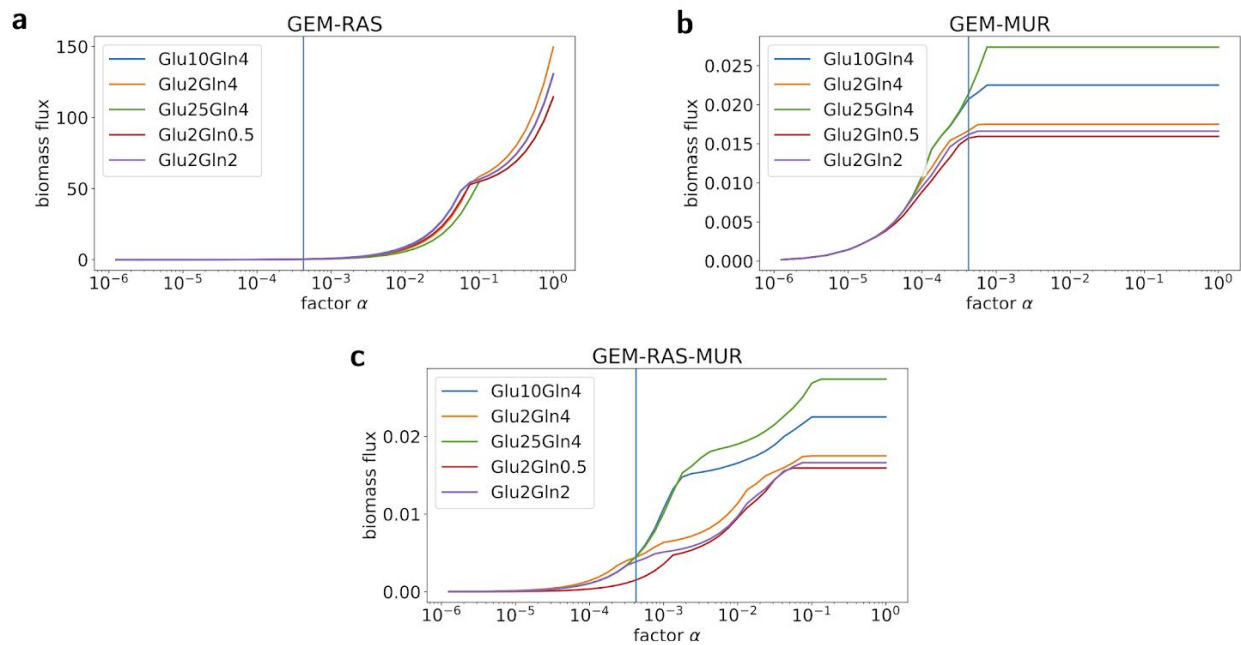 a
GEM-RAS
biomass flux
150
100
50
0
Glu10Gln4
Glu2Gln4
Glu25Gln4
Glu2Gln0.5
Glu2Gln2
10⁻⁶ 10⁻⁵ 10⁻⁴ 10⁻³ 10⁻² 10⁻¹ 10⁰
factor α
b
GEM-MUR
biomass flux
0.025
0.020
0.015
0.010
0.005
0.000
Glu10Gln4
Glu2Gln4
Glu25Gln4
Glu2Gln0.5
Glu2Gln2
10⁻⁶ 10⁻⁵ 10⁻⁴ 10⁻³ 10⁻² 10⁻¹ 10⁰
factor α
c
GEM-RAS-MUR
biomass flux
0.02
0.01
0.00
Glu10Gln4
Glu2Gln4
Glu25Gln4
Glu2Gln0.5
Glu2Gln2
10⁻⁶ 10⁻⁵ 10⁻⁴ 10⁻³ 10⁻² 10⁻¹ 10⁰
factor α